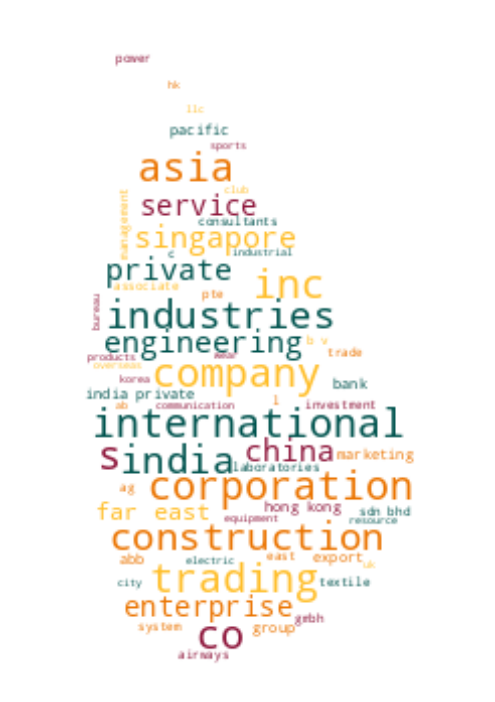 power
hk
llc
pacific
sports
asia
club
service
management
consultants
singapore
c industrial
private
associate
inc
pte
bureau
industries
engineering
b v
trade
products
wear
overseas
company
korea
bank
india private
ab communication l investment
international
s
india
china
marketing
laboratories
corporation
ag
far east
hong kong
sdn bhd
equipment
resource
construction
abb
electric
east
export
uk
trading
city
textile
enterprise
gmbh
system
co
group
airways